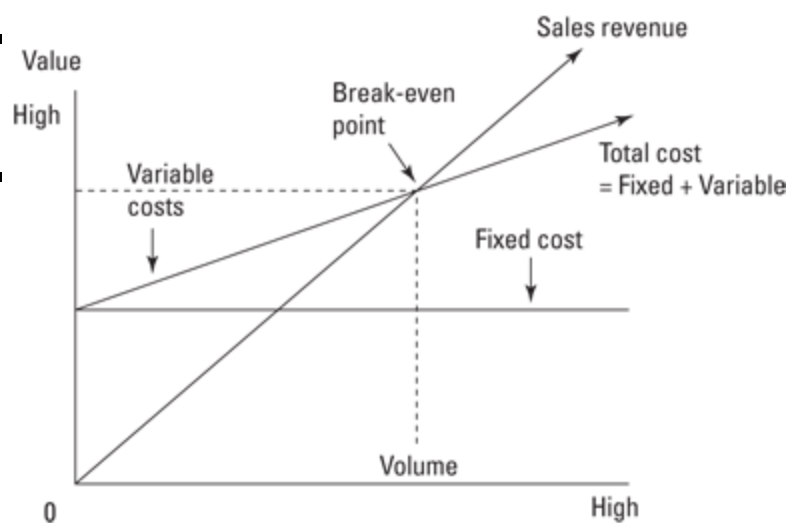 Sales revenue
Value
High
Break-even
point
Variable
costs
Total cost
= Fixed + Variable
Fixed cost
Volume
0
High